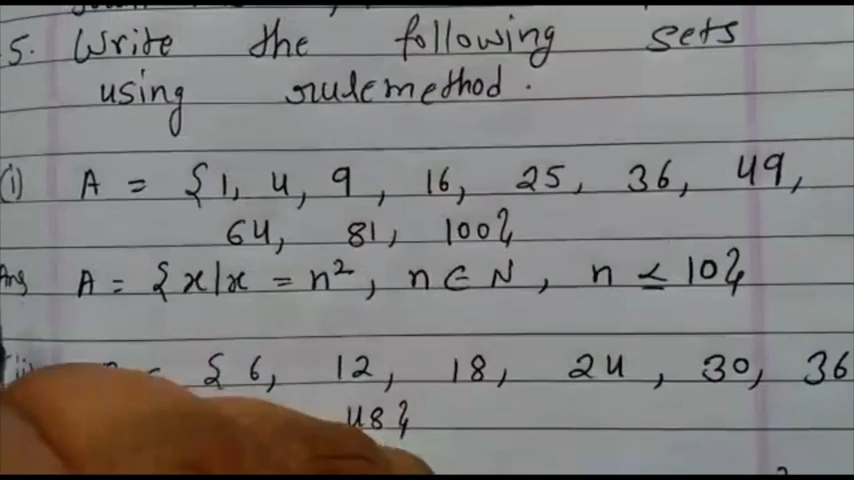 5. Write the following sets
using rulemethod.
(i) A = {1, 4, 9, 16, 25, 36, 49,
64, 81, 100}
Ans A = {x/x = n², n ∈ N, n ≤ 10}
= {6, 12, 18, 24, 30, 36
48}